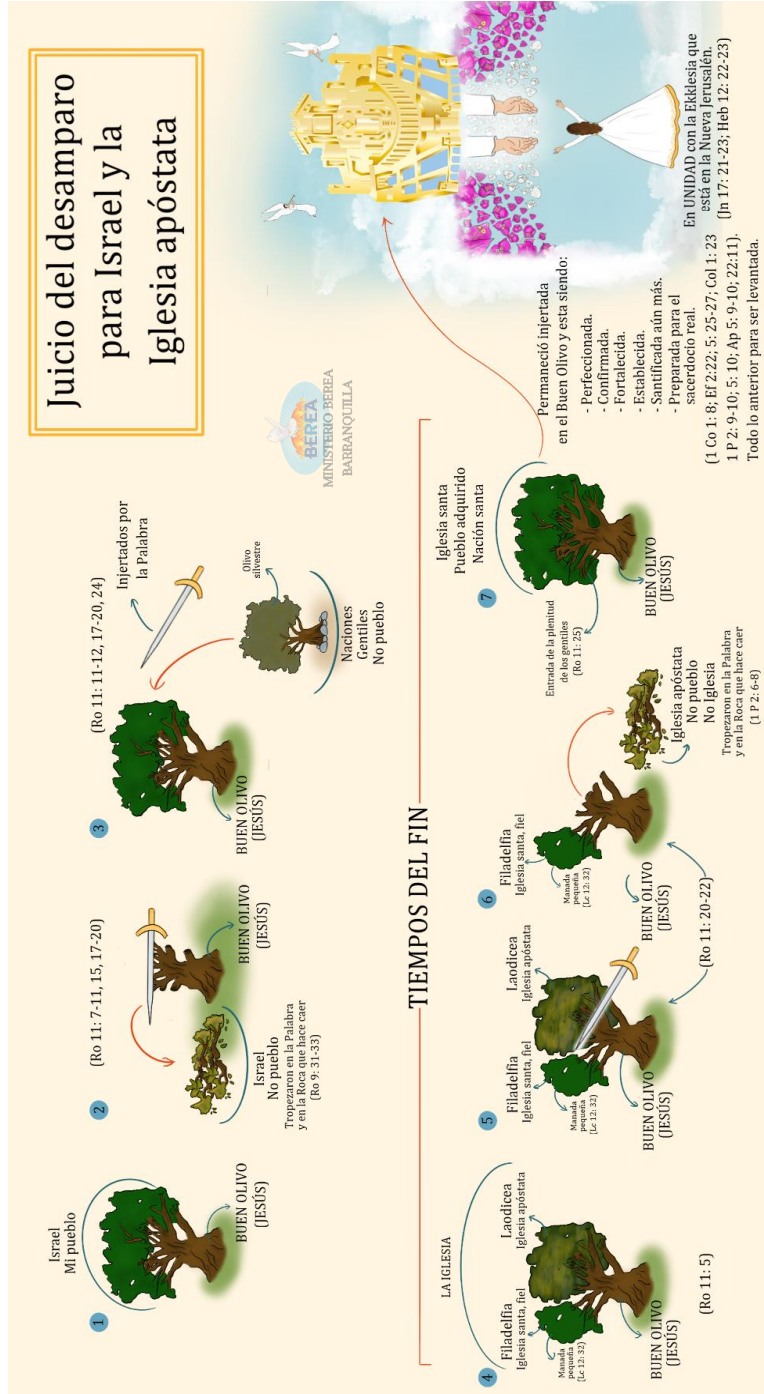 Juicio del desamparo
para Israel y la
Iglesia apóstata
1
Israel
Mi pueblo
BUEN OLIVO
(JESÚS)
2
(Ro 11: 7-11, 15, 17-20)
Israel
No pueblo
Tropezaron en la Palabra
y en la Roca que hace caer
(Ro 9: 31-33)
BUEN OLIVO
(JESÚS)
3
(Ro 11: 11-12, 17-20, 24)
Injertados por
la Palabra
BUEN OLIVO
(JESÚS)
Olivo
silvestre
Naciones
Gentiles
No pueblo
BEREA
MINISTERIO BEREA
BARRANQUILLA
TIEMPOS DEL FIN
4
LA IGLESIA
Filadelfia
Iglesia santa, fiel
Manada
pequeña
(Lc 12: 32)
Laodicea
Iglesia apóstata
BUEN OLIVO
(JESÚS)
(Ro 11: 5)
5
Filadelfia
Iglesia santa, fiel
Manada
pequeña
(Lc 12: 32)
Laodicea
Iglesia apóstata
BUEN OLIVO
(JESÚS)
(Ro 11: 20-22)
6
Filadelfia
Iglesia santa, fiel
Manada
pequeña
(Lc 12: 32)
BUEN OLIVO
(JESÚS)
Iglesia apóstata
No pueblo
No Iglesia
Tropezaron en la Palabra
y en la Roca que hace caer
(1 P 2: 6-8)
7
Iglesia santa
Pueblo adquirido
Nación santa
Entrada de la plenitud
de los gentiles
(Ro 11: 25)
BUEN OLIVO
(JESÚS)
Permaneció injertada
en el Buen Olivo y esta siendo:
- Perfeccionada.
- Confirmada.
- Fortalecida.
- Establecida.
- Santificada aún más.
- Preparada para el
sacerdocio real.
(1 Co 1: 8; Ef 2:22; 5: 25-27; Col 1: 23
1 P 2: 9-10; 5: 10; Ap 5: 9-10; 22:11).
Todo lo anterior para ser levantada.
En UNIDAD con la Ekklesia que
está en la Nueva Jerusalén.
(Jn 17: 21-23; Heb 12: 22-23)